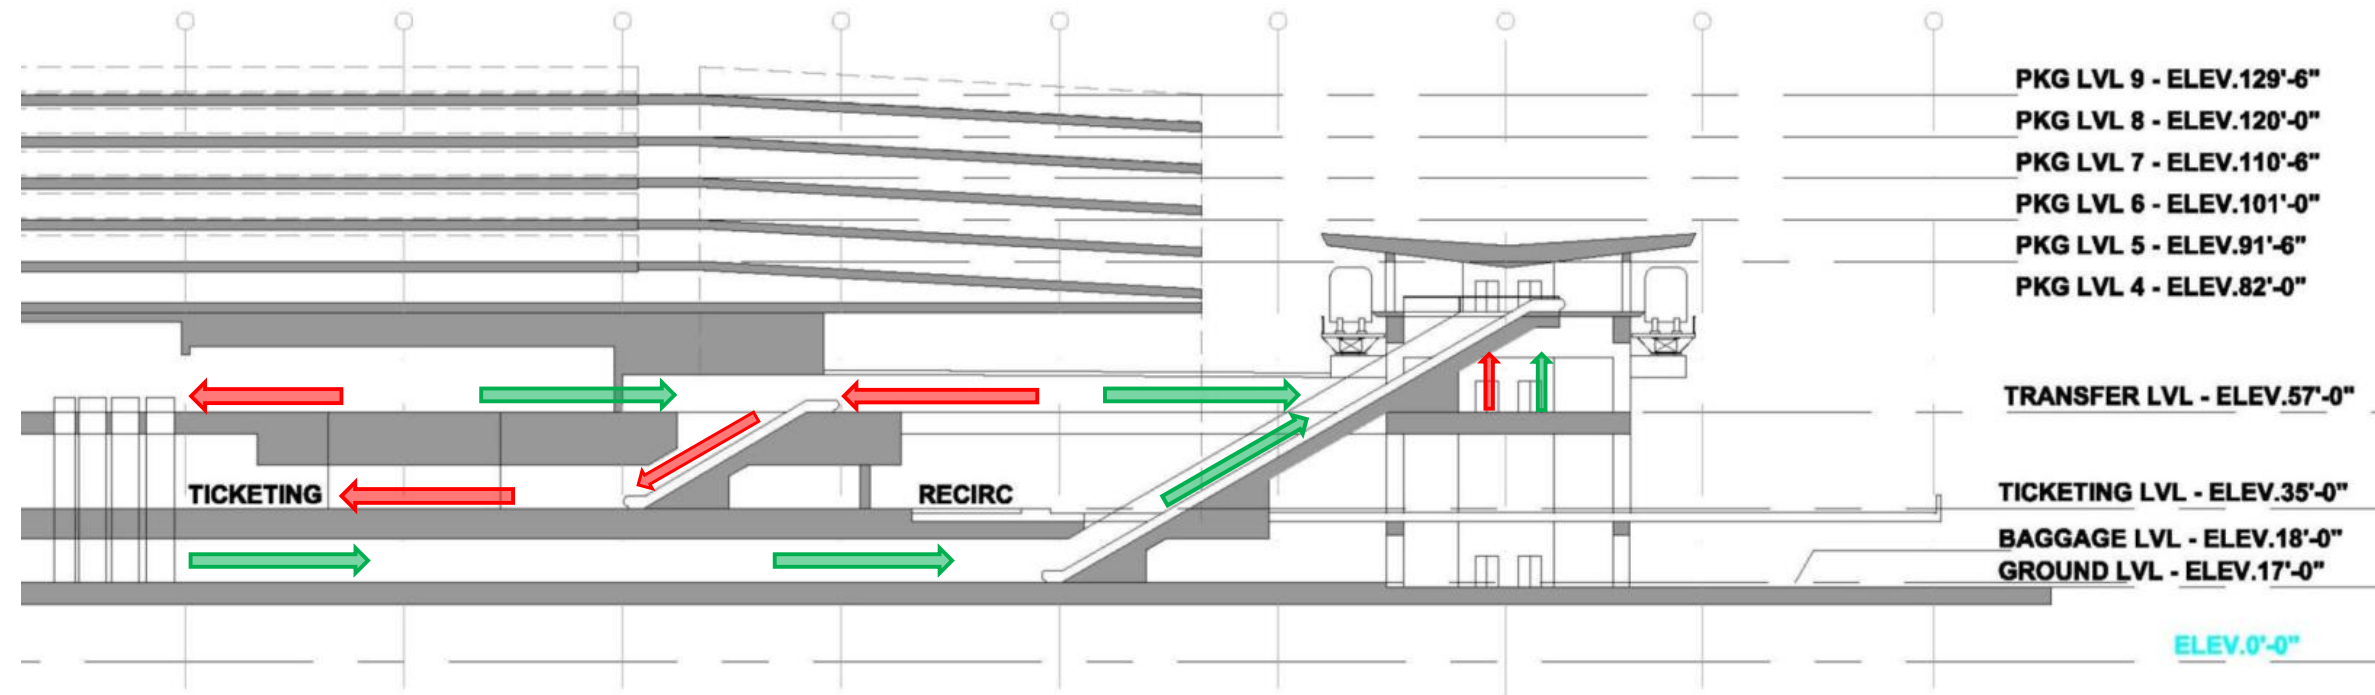 PKG LVL 9 - ELEV.129'-6"
PKG LVL 8 - ELEV.120'-0"
PKG LVL 7 - ELEV.110'-6"
PKG LVL 6 - ELEV.101'-0"
PKG LVL 5 - ELEV.91'-6"
PKG LVL 4 - ELEV.82'-0"
TRANSFER LVL - ELEV.57'-0"
TICKETING
RECIRC
TICKETING LVL - ELEV.35'-0"
BAGGAGE LVL - ELEV.18'-0"
GROUND LVL - ELEV.17'-0"
ELEV.0'-0"